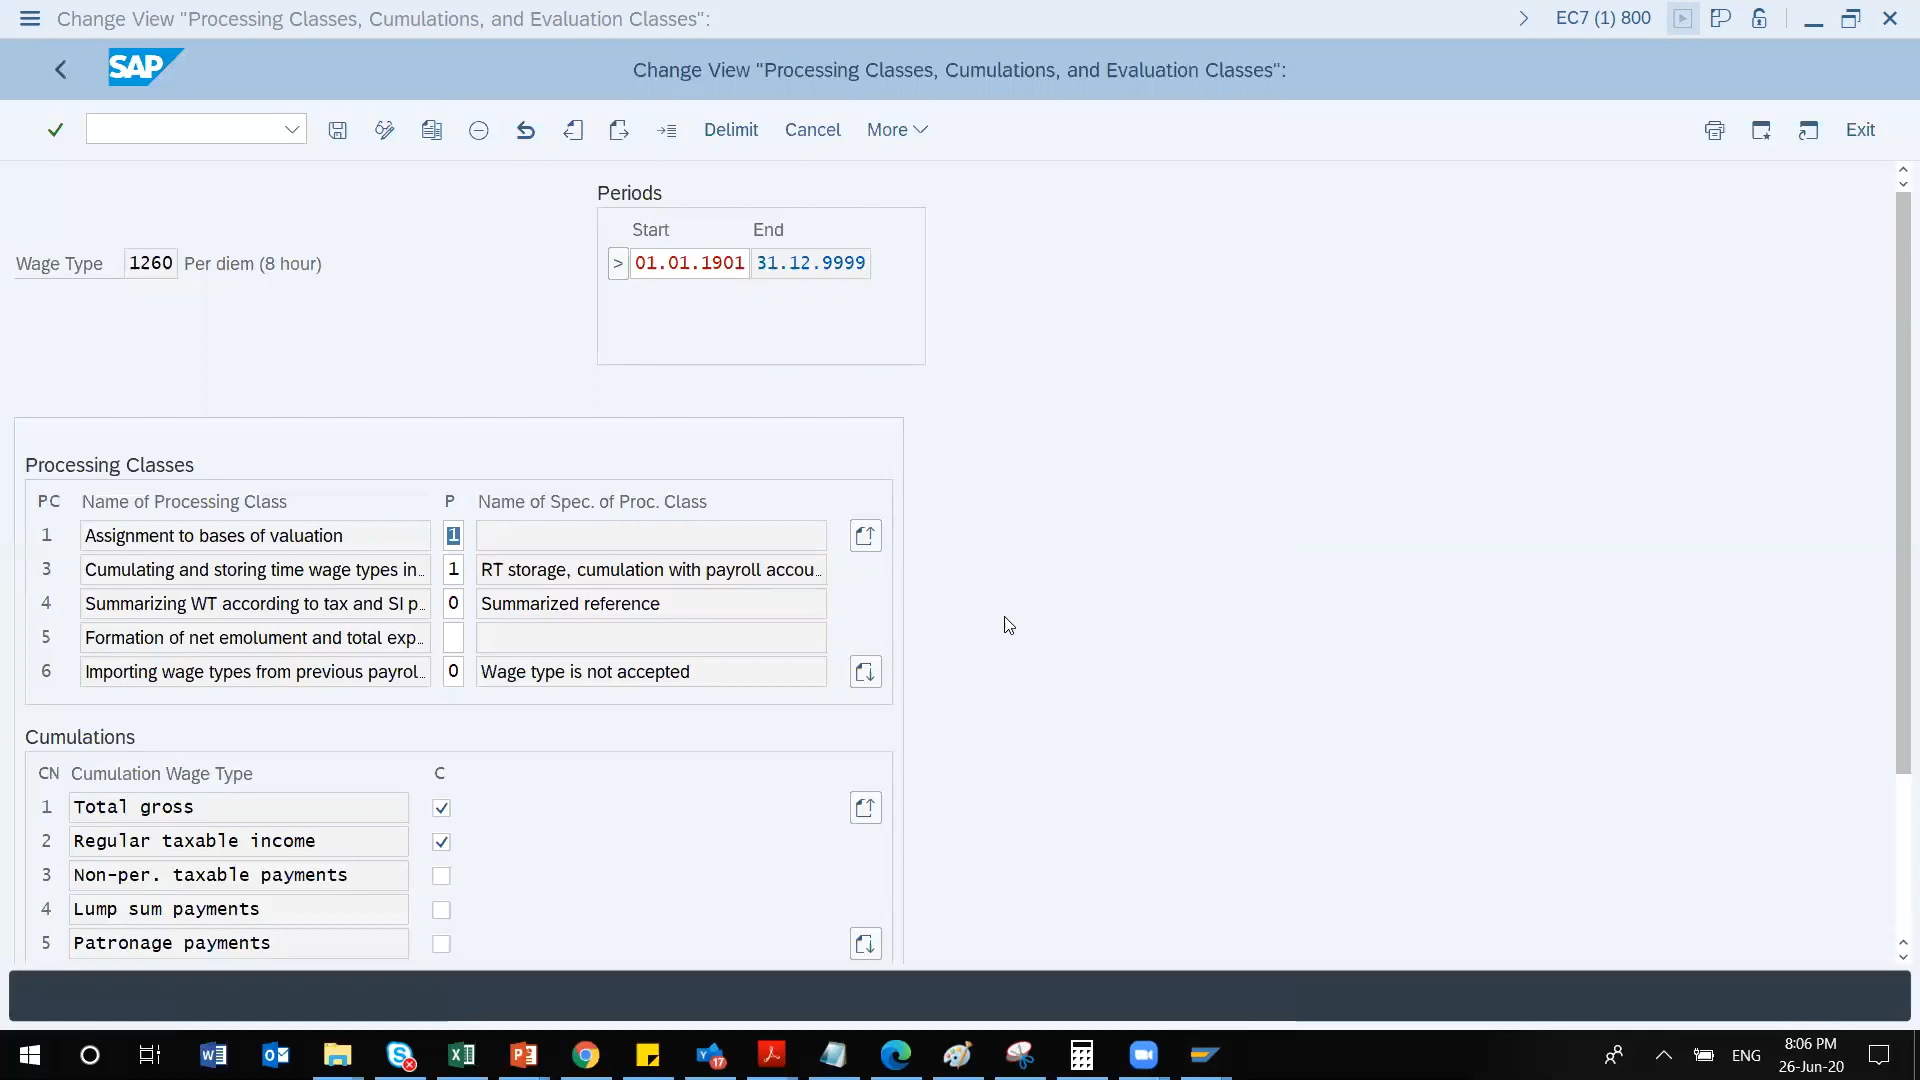 Change View "Processing Classes, Cumulations, and Evaluation Classes":
EC7 (1) 800
SAP
Change View "Processing Classes, Cumulations, and Evaluation Classes":
Delimit Cancel More Exit
Periods
Start End
Wage Type 1260 Per diem (8 hour)
> 01.01.1901 31.12.9999
Processing Classes
PC Name of Processing Class P Name of Spec. of Proc. Class
1 Assignment to bases of valuation 1
3 Cumulating and storing time wage types in… 1 RT storage, cumulation with payroll accou…
4 Summarizing WT according to tax and SI p… 0 Summarized reference
5 Formation of net emolument and total exp…
6 Importing wage types from previous payrol… 0 Wage type is not accepted
Cumulations
CN Cumulation Wage Type C
1 Total gross
2 Regular taxable income
3 Non-per. taxable payments
4 Lump sum payments
5 Patronage payments
17
ENG
8:06 PM
26-Jun-20